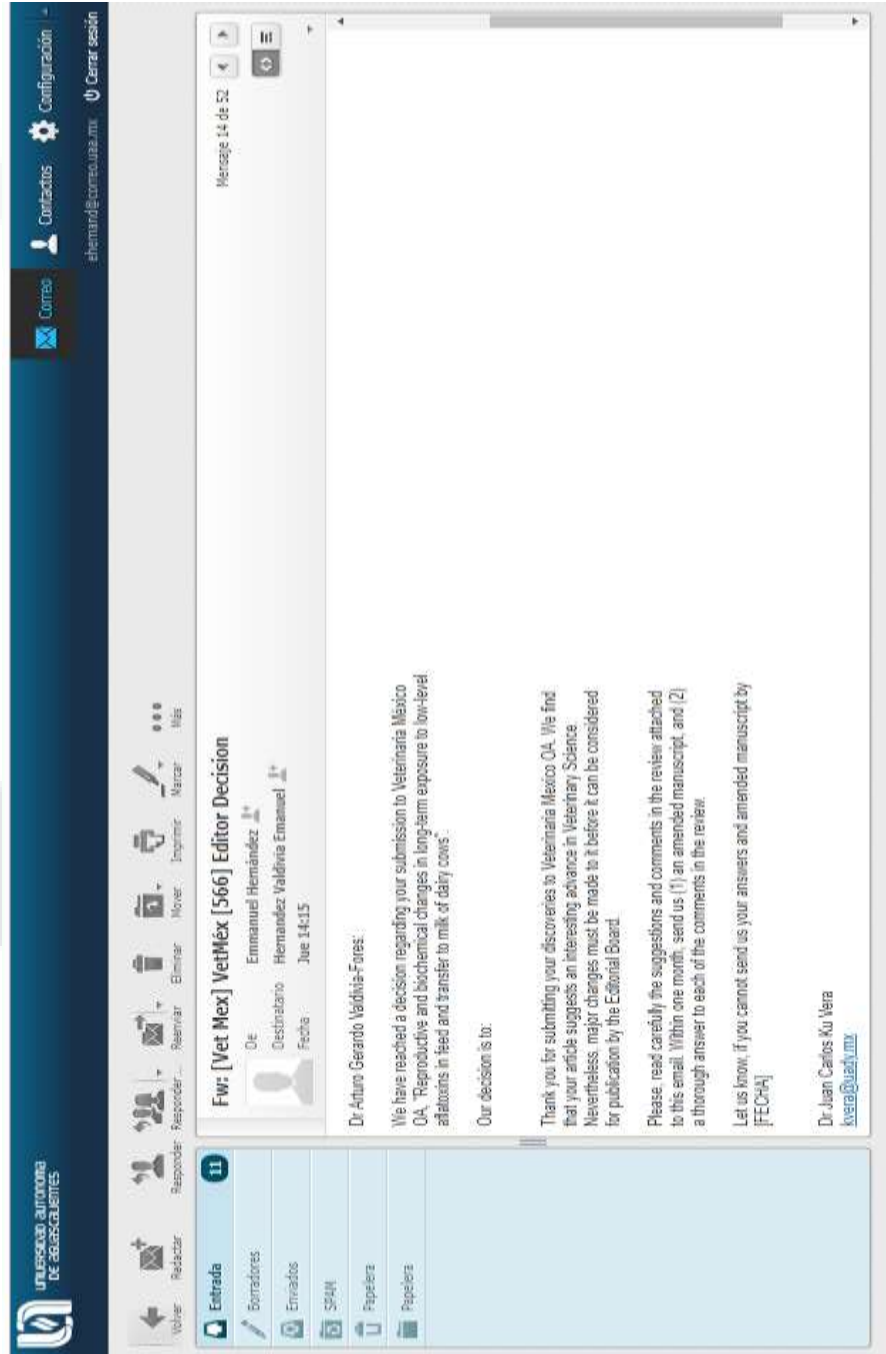 UNIVERSIDAD AUTONOMA
DE AGUASCALIENTES
Correo
Contactos
Configuración
ehernand@correo.uaa.mx
Cerrar sesión
Volver
Redactar
Responder
Responder ...
Reenviar
Eliminar
Mover
Imprimir
Marcar
Más
Entrada
11
Borradores
Enviados
SPAM
Papelera
Papelera
Fw: [Vet Mex] VetMéx [566] Editor Decision
Mensaje 14 de 52
De Emmanuel Hernández
Destinatario Hernandez Valdivia Emanuel
Fecha Jue 14:15
Dr Arturo Gerardo Valdivia-Fores:
We have reached a decision regarding your submission to Veterinaria México
OA, "Reproductive and biochemical changes in long-term exposure to low-level
aflatoxins in feed and transfer to milk of dairy cows".
Our decision is to:
Thank you for submitting your discoveries to Veterinaria Mexico OA. We find
that your article suggests an interesting advance in Veterinary Science.
Nevertheless, major changes must be made to it before it can be considered
for publication by the Editorial Board.
Please, read carefully the suggestions and comments in the review attached
to this email. Within one month, send us (1) an amended manuscript, and (2)
a thorough answer to each of the comments in the review.
Let us know, if you cannot send us your answers and amended manuscript by
[FECHA]
Dr Juan Carlos Ku Vera
kvera@uady.mx